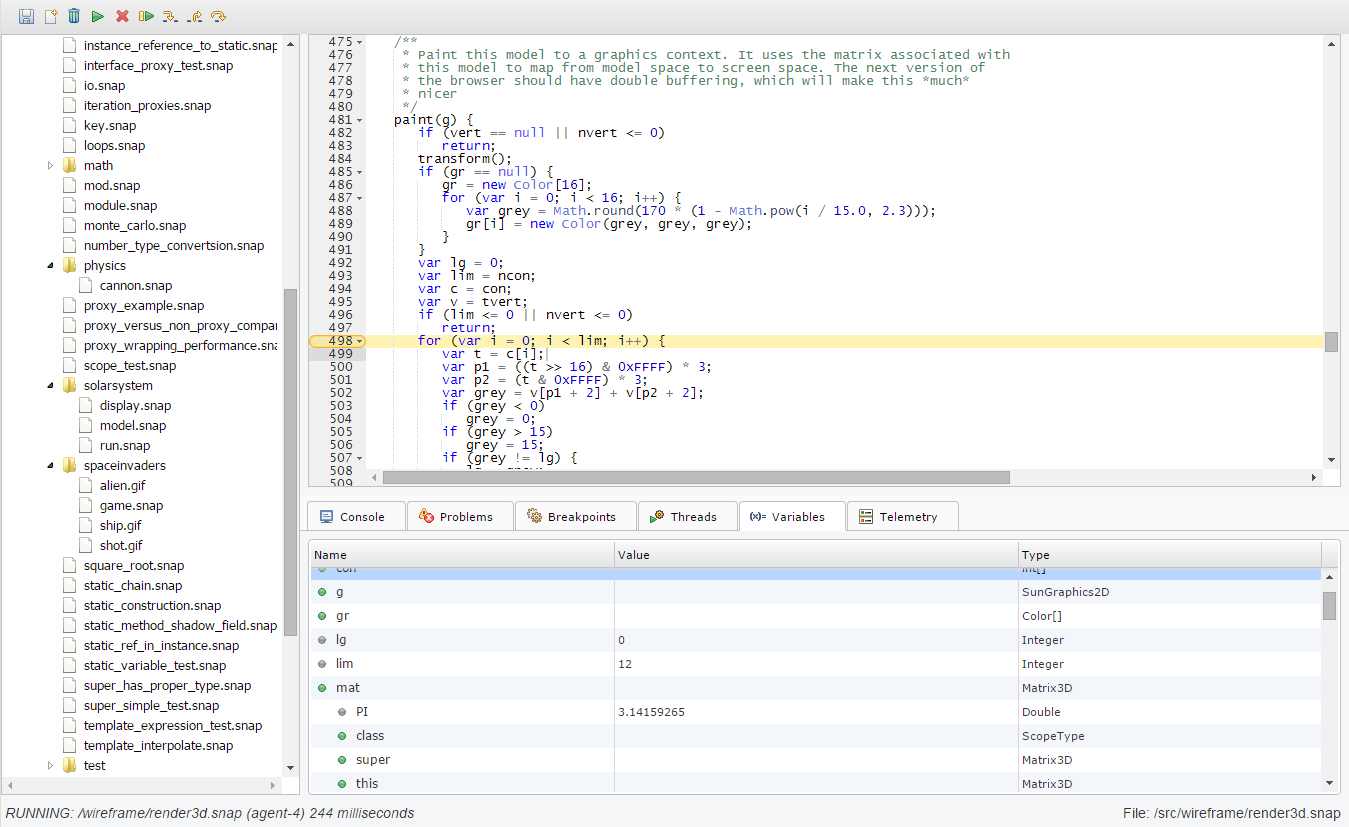 instance_reference_to_static.snap
interface_proxy_test.snap
io.snap
iteration_proxies.snap
key.snap
loops.snap
math
mod.snap
module.snap
monte_carlo.snap
number_type_convertsion.snap
physics
cannon.snap
proxy_example.snap
proxy_versus_non_proxy_compar
proxy_wrapping_performance.sna
scope_test.snap
solarsystem
display.snap
model.snap
run.snap
spaceinvaders
alien.gif
game.snap
ship.gif
shot.gif
square_root.snap
static_chain.snap
static_construction.snap
static_method_shadow_field.snap
static_ref_in_instance.snap
static_variable_test.snap
super_has_proper_type.snap
super_simple_test.snap
template_expression_test.snap
template_interpolate.snap
test
475 /**
476 * Paint this model to a graphics context. It uses the matrix associated with
477 * this model to map from model space to screen space. The next version of
478 * the browser should have double buffering, which will make this *much*
479 * nicer
480 */
481 paint(g) {
482 if (vert == null || nvert <= 0)
483 return;
484 transform();
485 if (gr == null) {
486 gr = new Color[16];
487 for (var i = 0; i < 16; i++) {
488 var grey = Math.round(170 * (1 - Math.pow(i / 15.0, 2.3)));
489 gr[i] = new Color(grey, grey, grey);
490 }
491 }
492 var lg = 0;
493 var lim = ncon;
494 var c = con;
495 var v = tvert;
496 if (lim <= 0 || nvert <= 0)
497 return;
498 for (var i = 0; i < lim; i++) {
499 var t = c[i];
500 var p1 = ((t >> 16) & 0xFFFF) * 3;
501 var p2 = (t & 0xFFFF) * 3;
502 var grey = v[p1 + 2] + v[p2 + 2];
503 if (grey < 0)
504 grey = 0;
505 if (grey > 15)
506 grey = 15;
507 if (grey != lg) {
508 lg = grey;
509
Console Problems Breakpoints Threads (x)= Variables Telemetry
Name Value Type
con int[]
g SunGraphics2D
gr Color[]
lg 0 Integer
lim 12 Integer
mat Matrix3D
PI 3.14159265 Double
class ScopeType
super Matrix3D
this Matrix3D
RUNNING: /wireframe/render3d.snap (agent-4) 244 milliseconds
File: /src/wireframe/render3d.snap